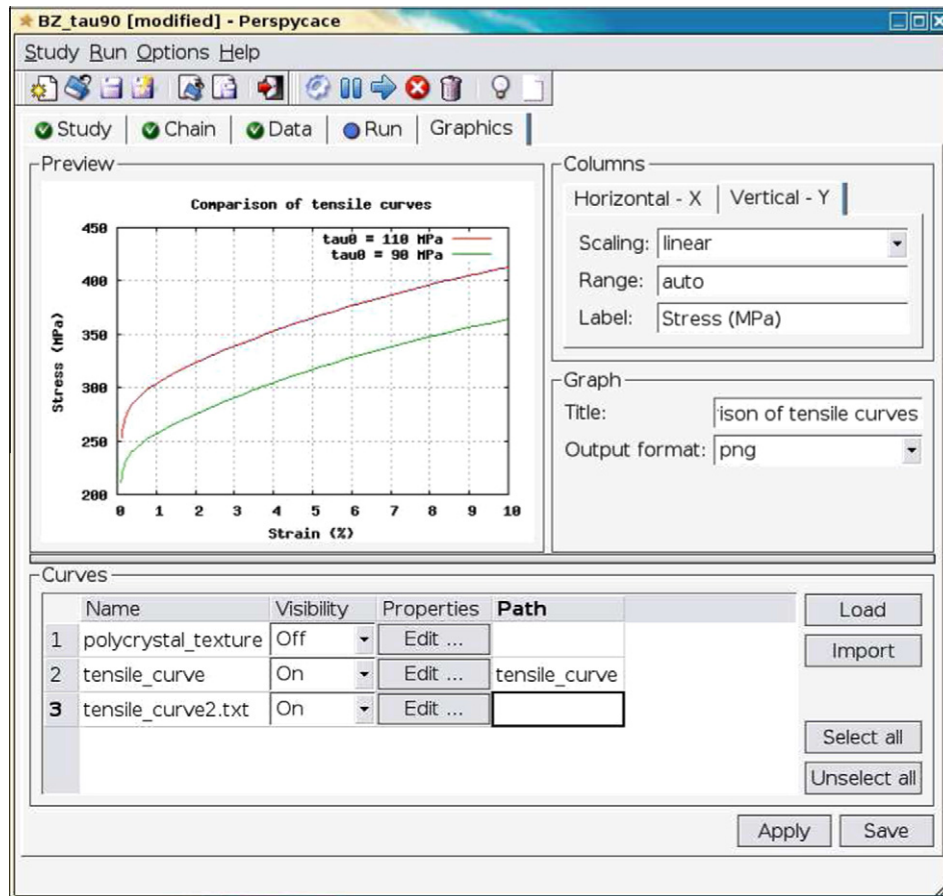 BZ_tau90 [modified] - Perspycace
Study Run Options Help
Study Chain Data Run Graphics
Preview
Comparison of tensile curves
tau0 = 110 MPa
tau0 = 90 MPa
450
400
350
300
250
200
Stress (MPa)
0 1 2 3 4 5 6 7 8 9 10
Strain (%)
Columns
Horizontal - X Vertical - Y
Scaling: linear
Range: auto
Label: Stress (MPa)
Graph
Title: rison of tensile curves
Output format: png
Curves
Name Visibility Properties Path
1 polycrystal_texture Off Edit ...
2 tensile_curve On Edit ... tensile_curve
3 tensile_curve2.txt On Edit ...
Load
Import
Select all
Unselect all
Apply Save